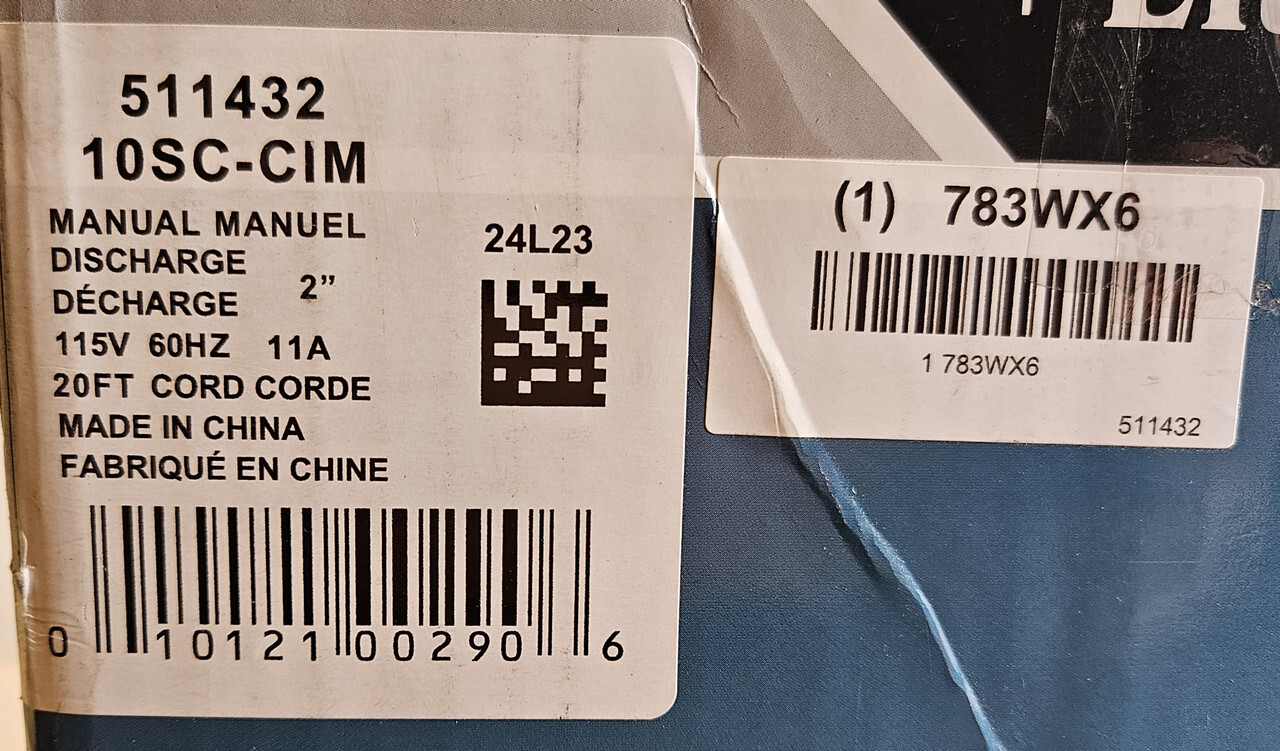 511432
10SC-CIM
MANUAL MANUEL
DISCHARGE
DÉCHARGE 2”
115V 60HZ 11A
20FT CORD CORDE
MADE IN CHINA
FABRIQUÉ EN CHINE
24L23
0 10121 00290 6
(1) 783WX6
1 783WX6
511432